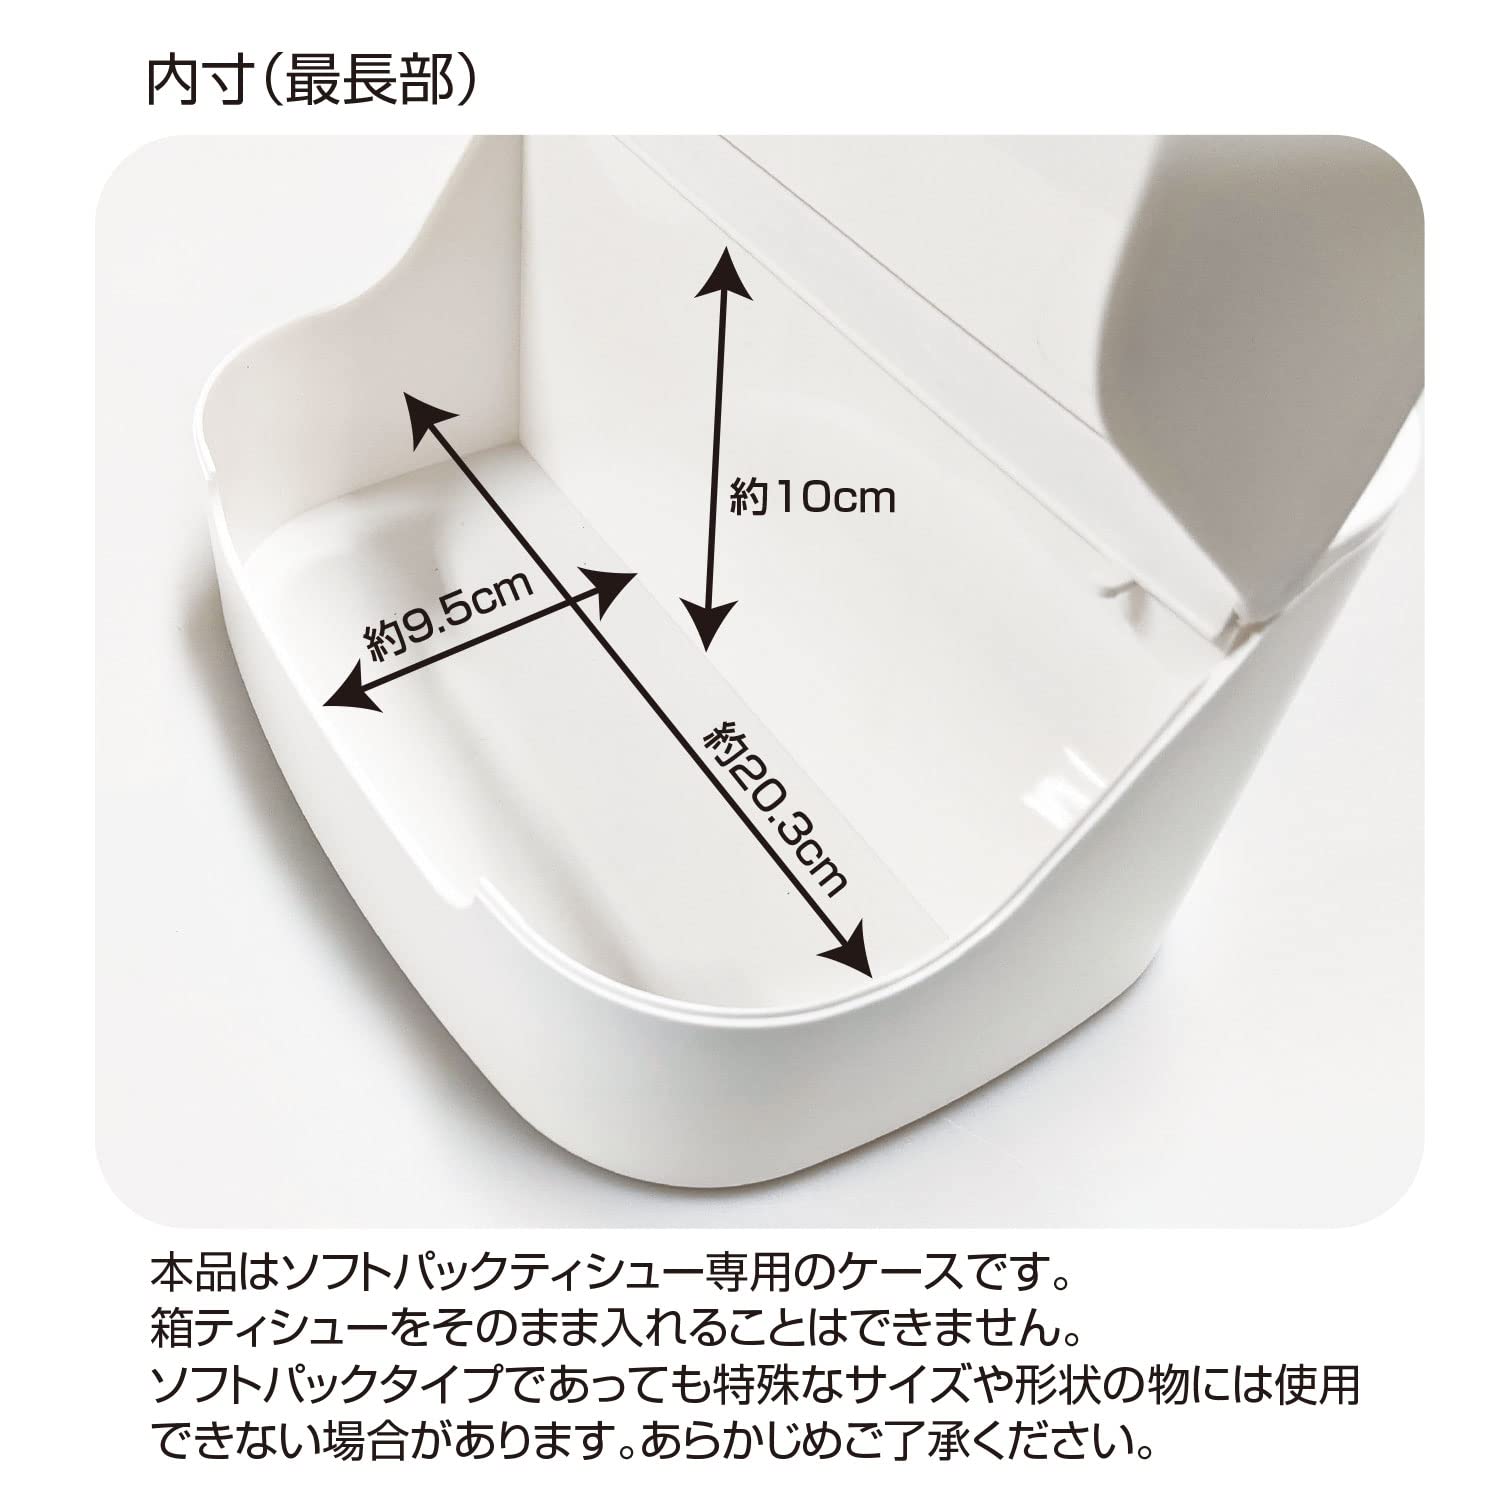 内寸（最長部）
約10cm
約9.5cm
約20.3cm
本品はソフトパックティシュー専用のケースです。
箱ティシューをそのまま入れることはできません。
ソフトパックタイプであっても特殊なサイズや形状の物には使用
できない場合があります。あらかじめご了承ください。